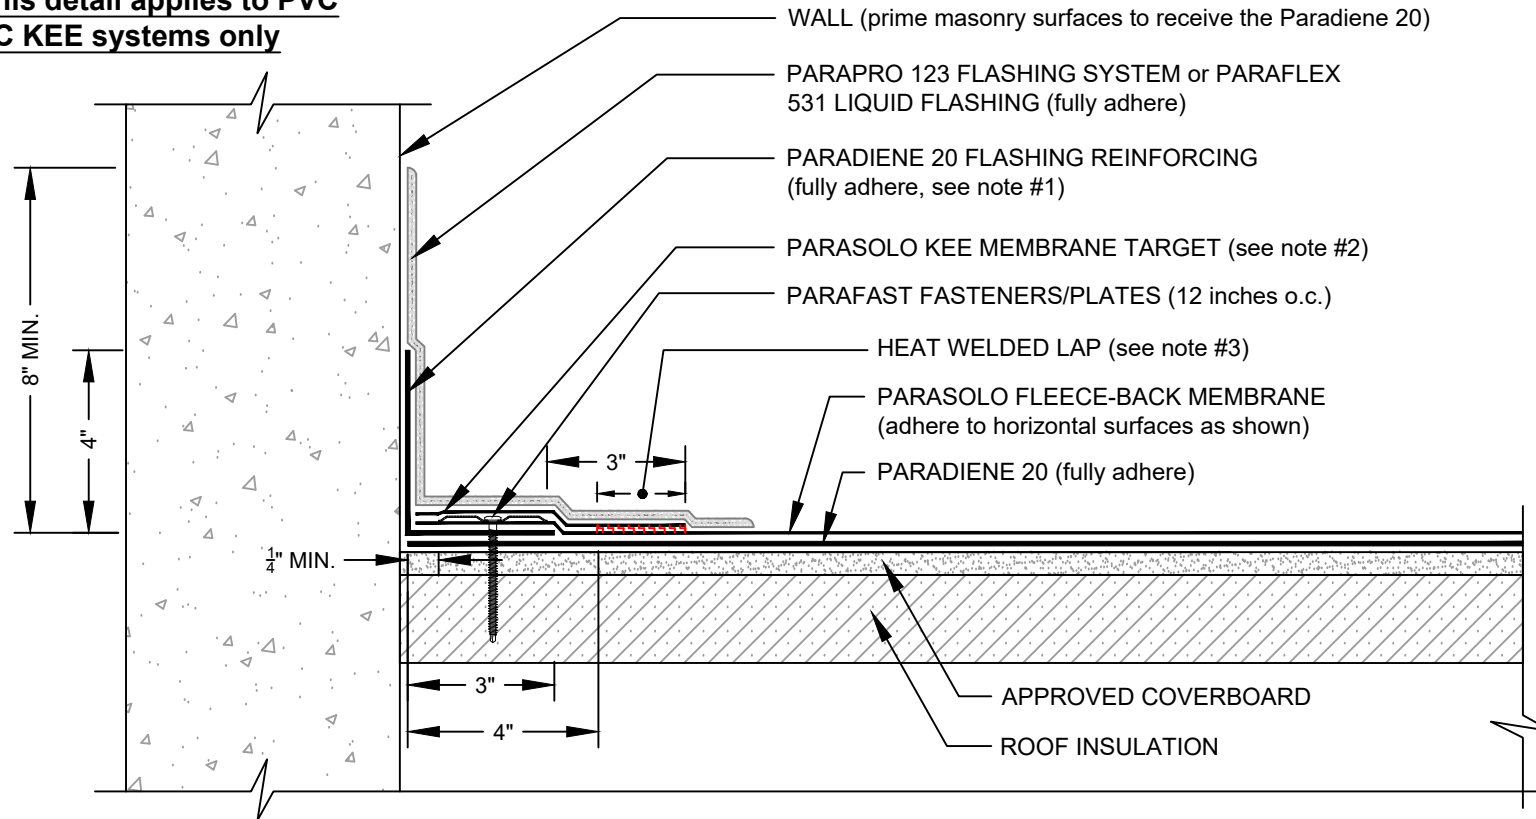 his detail applies to PVC
C KEE systems only
WALL (prime masonry surfaces to receive the Paradiene 20)
PARAPRO 123 FLASHING SYSTEM or PARAFLEX
531 LIQUID FLASHING (fully adhere)
PARADIENE 20 FLASHING REINFORCING
(fully adhere, see note #1)
PARASOLO KEE MEMBRANE TARGET (see note #2)
PARAFAST FASTENERS/PLATES (12 inches o.c.)
HEAT WELDED LAP (see note #3)
PARASOLO FLEECE-BACK MEMBRANE
(adhere to horizontal surfaces as shown)
PARADIENE 20 (fully adhere)
8" MIN.
4"
3"
1/4" MIN.
3"
4"
APPROVED COVERBOARD
ROOF INSULATION